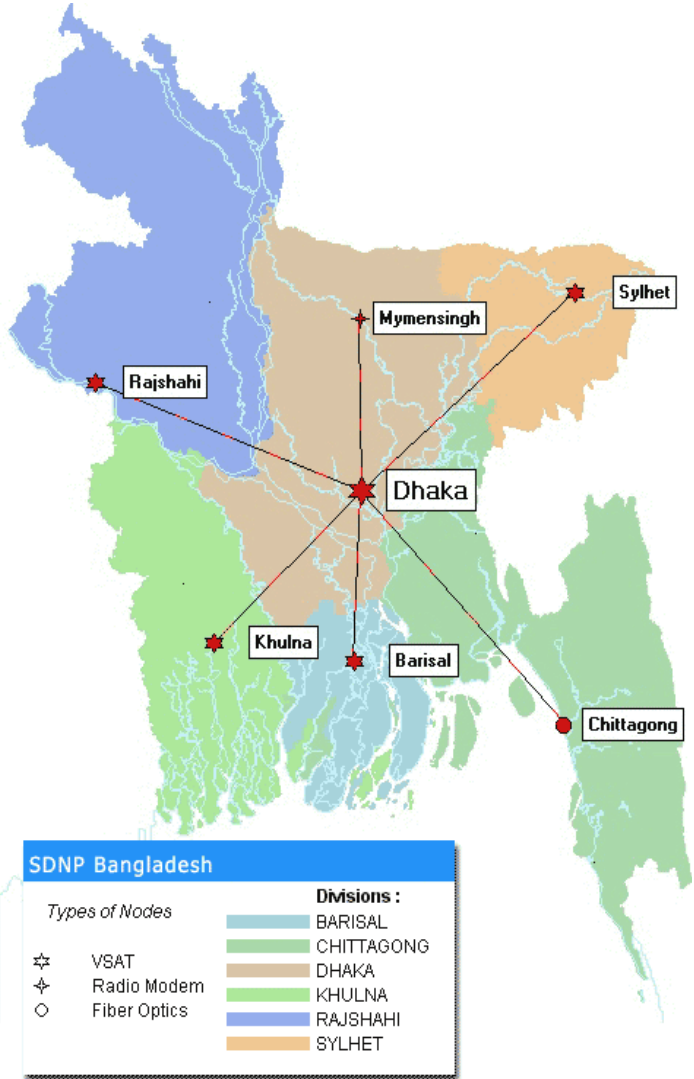 Sylhet
Mymensingh
Rajshahi
Dhaka
Khulna
Barisal
Chittagong
SDNP Bangladesh
Types of Nodes
VSAT
Radio Modem
Fiber Optics
Divisions :
BARISAL
CHITTAGONG
DHAKA
KHULNA
RAJSHAHI
SYLHET